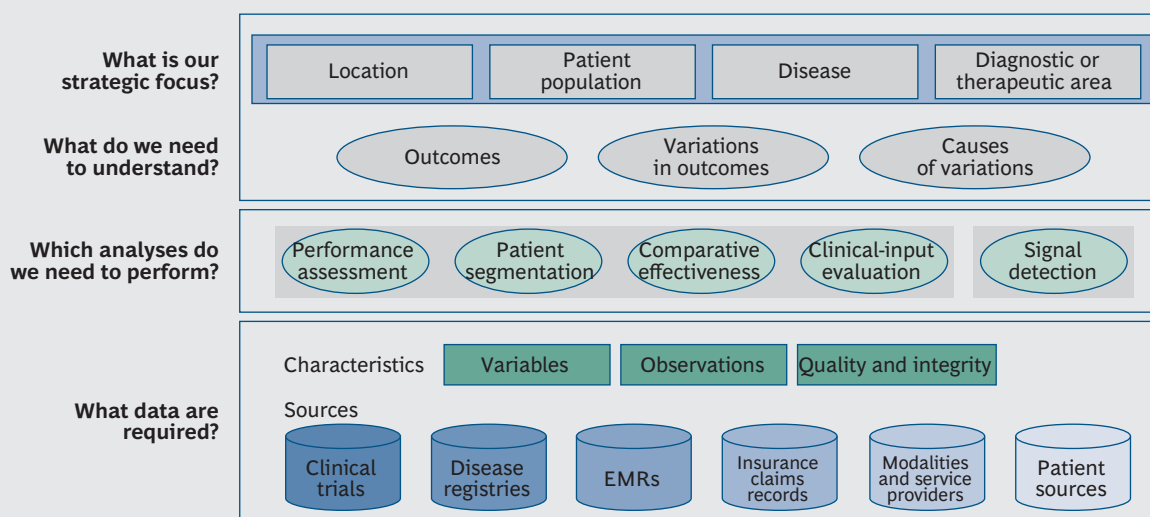 What is our
strategic focus?
Location
Patient
population
Disease
Diagnostic or
therapeutic area
What do we need
to understand?
Outcomes
Variations
in outcomes
Causes
of variations
Which analyses do
we need to perform?
Performance
assessment
Patient
segmentation
Comparative
effectiveness
Clinical-input
evaluation
Signal
detection
What data are
required?
Characteristics
Variables
Observations
Quality and integrity
Sources
Clinical
trials
Disease
registries
EMRs
Insurance
claims
records
Modalities
and service
providers
Patient
sources